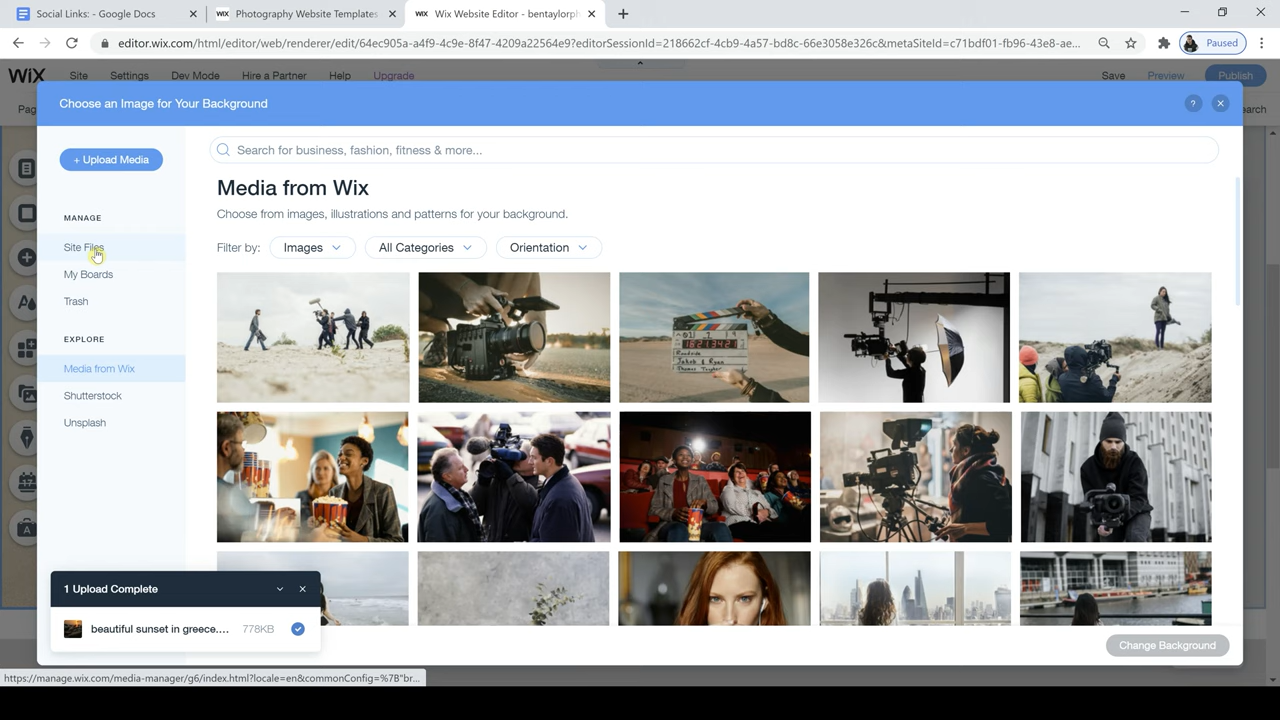 Social Links: - Google Docs
Photography Website Templates
Wix Website Editor - bentaylorph
editor.wix.com/html/editor/web/renderer/edit/64ec905a-a4f9-4c9e-8f47-4209a22564e9?editorSessionId=218662cf-4cb9-4a57-bd8c-66e3058e326c&metaSiteId=c71bdf01-fb96-43e8-ae...
Paused
WiX Site Settings Dev Mode Hire a Partner Help Upgrade Save Preview Publish
Choose an Image for Your Background
+ Upload Media
Search for business, fashion, fitness & more...
Media from Wix
Choose from images, illustrations and patterns for your background.
MANAGE
Site Files
My Boards
Trash
EXPLORE
Media from Wix
Shutterstock
Unsplash
Filter by: Images All Categories Orientation
1 Upload Complete
beautiful sunset in greece.... 778KB
Change Background
https://manage.wix.com/media-manager/g6/index.html?locale=en&commonConfig=%7B"br...